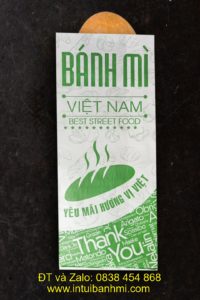 BÁNH MÌ
VIỆT NAM
BEST STREET FOOD
YÊU MÃI HƯƠNG VỊ VIỆT
Thank
You
ĐT và Zalo: 0838 454 868
www.intuibanhmi.com